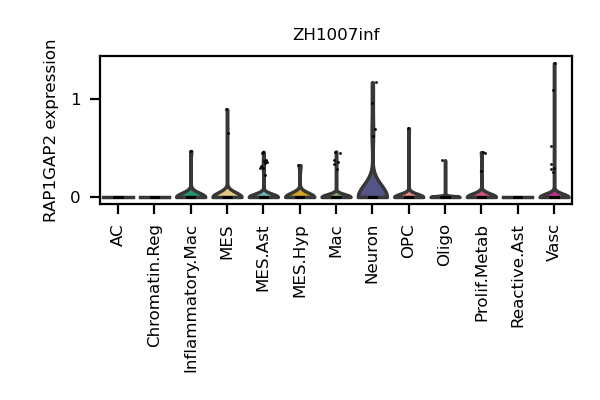 ZH1007inf
RAP1GAP2 expression
1
0
AC
Chromatin.Reg
Inflammatory.Mac
MES
MES.Ast
MES.Hyp
Mac
Neuron
OPC
Oligo
Prolif.Metab
Reactive.Ast
Vasc